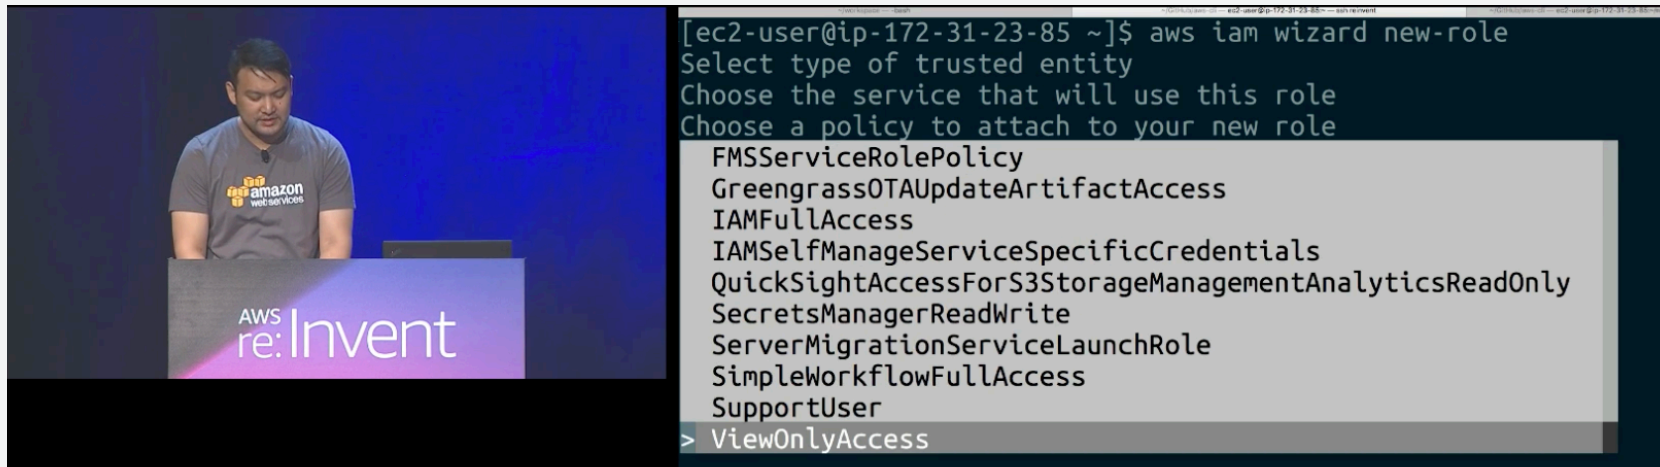 amazon
webservices
AWS
re:Invent
~/workspace — -bash
[ec2-user@ip-172-31-23-85 ~]$ aws iam wizard new-role
Select type of trusted entity
Choose the service that will use this role
Choose a policy to attach to your new role
FMSServiceRolePolicy
GreengrassOTAUpdateArtifactAccess
IAMFullAccess
IAMSelfManageServiceSpecificCredentials
QuickSightAccessForS3StorageManagementAnalyticsReadOnly
SecretsManagerReadWrite
ServerMigrationServiceLaunchRole
SimpleWorkflowFullAccess
SupportUser
> ViewOnlyAccess